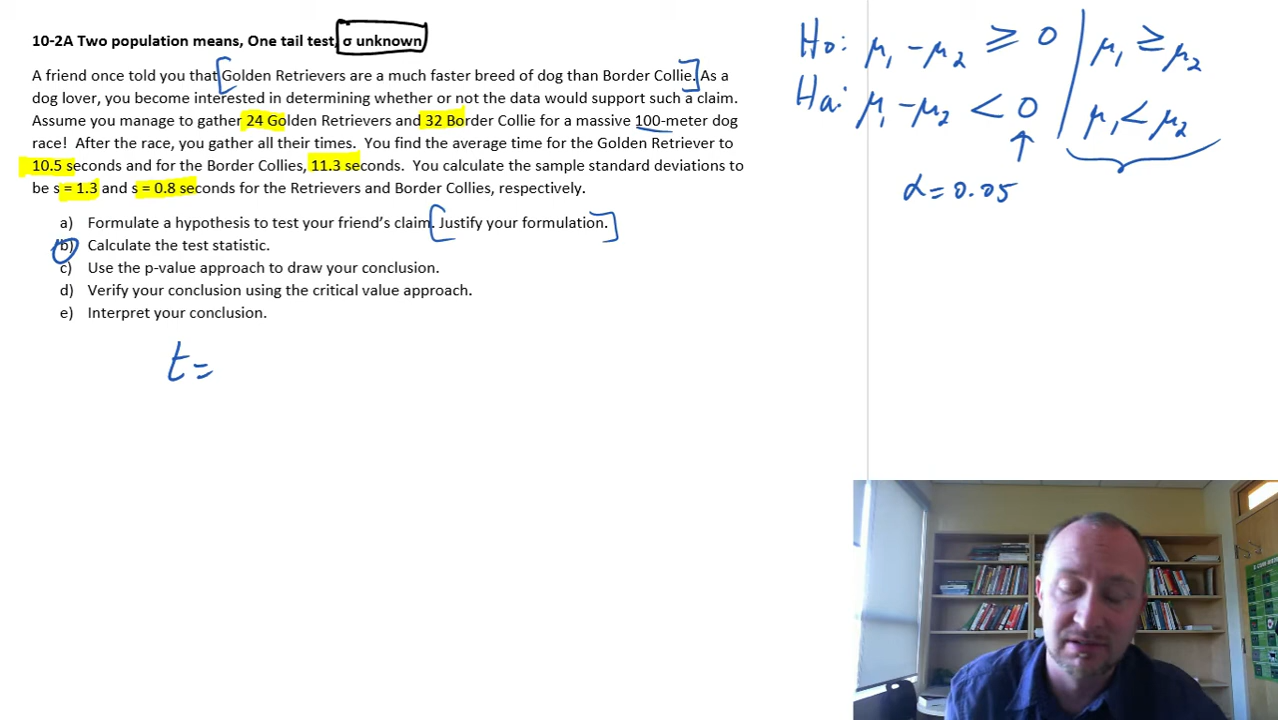 10-2A Two population means, One tail test, σ unknown
A friend once told you that Golden Retrievers are a much faster breed of dog than Border Collie. As a
dog lover, you become interested in determining whether or not the data would support such a claim.
Assume you manage to gather 24 Golden Retrievers and 32 Border Collie for a massive 100-meter dog
race! After the race, you gather all their times. You find the average time for the Golden Retriever to
10.5 seconds and for the Border Collies, 11.3 seconds. You calculate the sample standard deviations to
be s = 1.3 and s = 0.8 seconds for the Retrievers and Border Collies, respectively.
a) Formulate a hypothesis to test your friend's claim. Justify your formulation.
b) Calculate the test statistic.
c) Use the p-value approach to draw your conclusion.
d) Verify your conclusion using the critical value approach.
e) Interpret your conclusion.
t =
Ho: μ₁ - μ₂ ≥ 0 | μ₁ ≥ μ₂
Ha: μ₁ - μ₂ < 0 | μ₁ < μ₂
α = 0.05